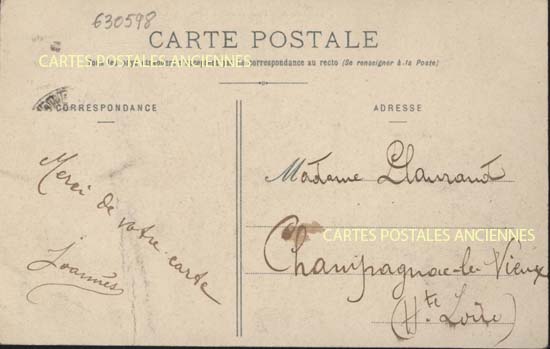 630598
CARTE POSTALE
CARTES POSTALES ANCIENNES
correspondance au recto (Se renseigner à la Poste)
CORRESPONDANCE
ADRESSE
Merci de votre carte
Joannès
Madame
CARTES POSTALES ANCIENNES
Champagnac-le-Vieux
(Hte Loire)